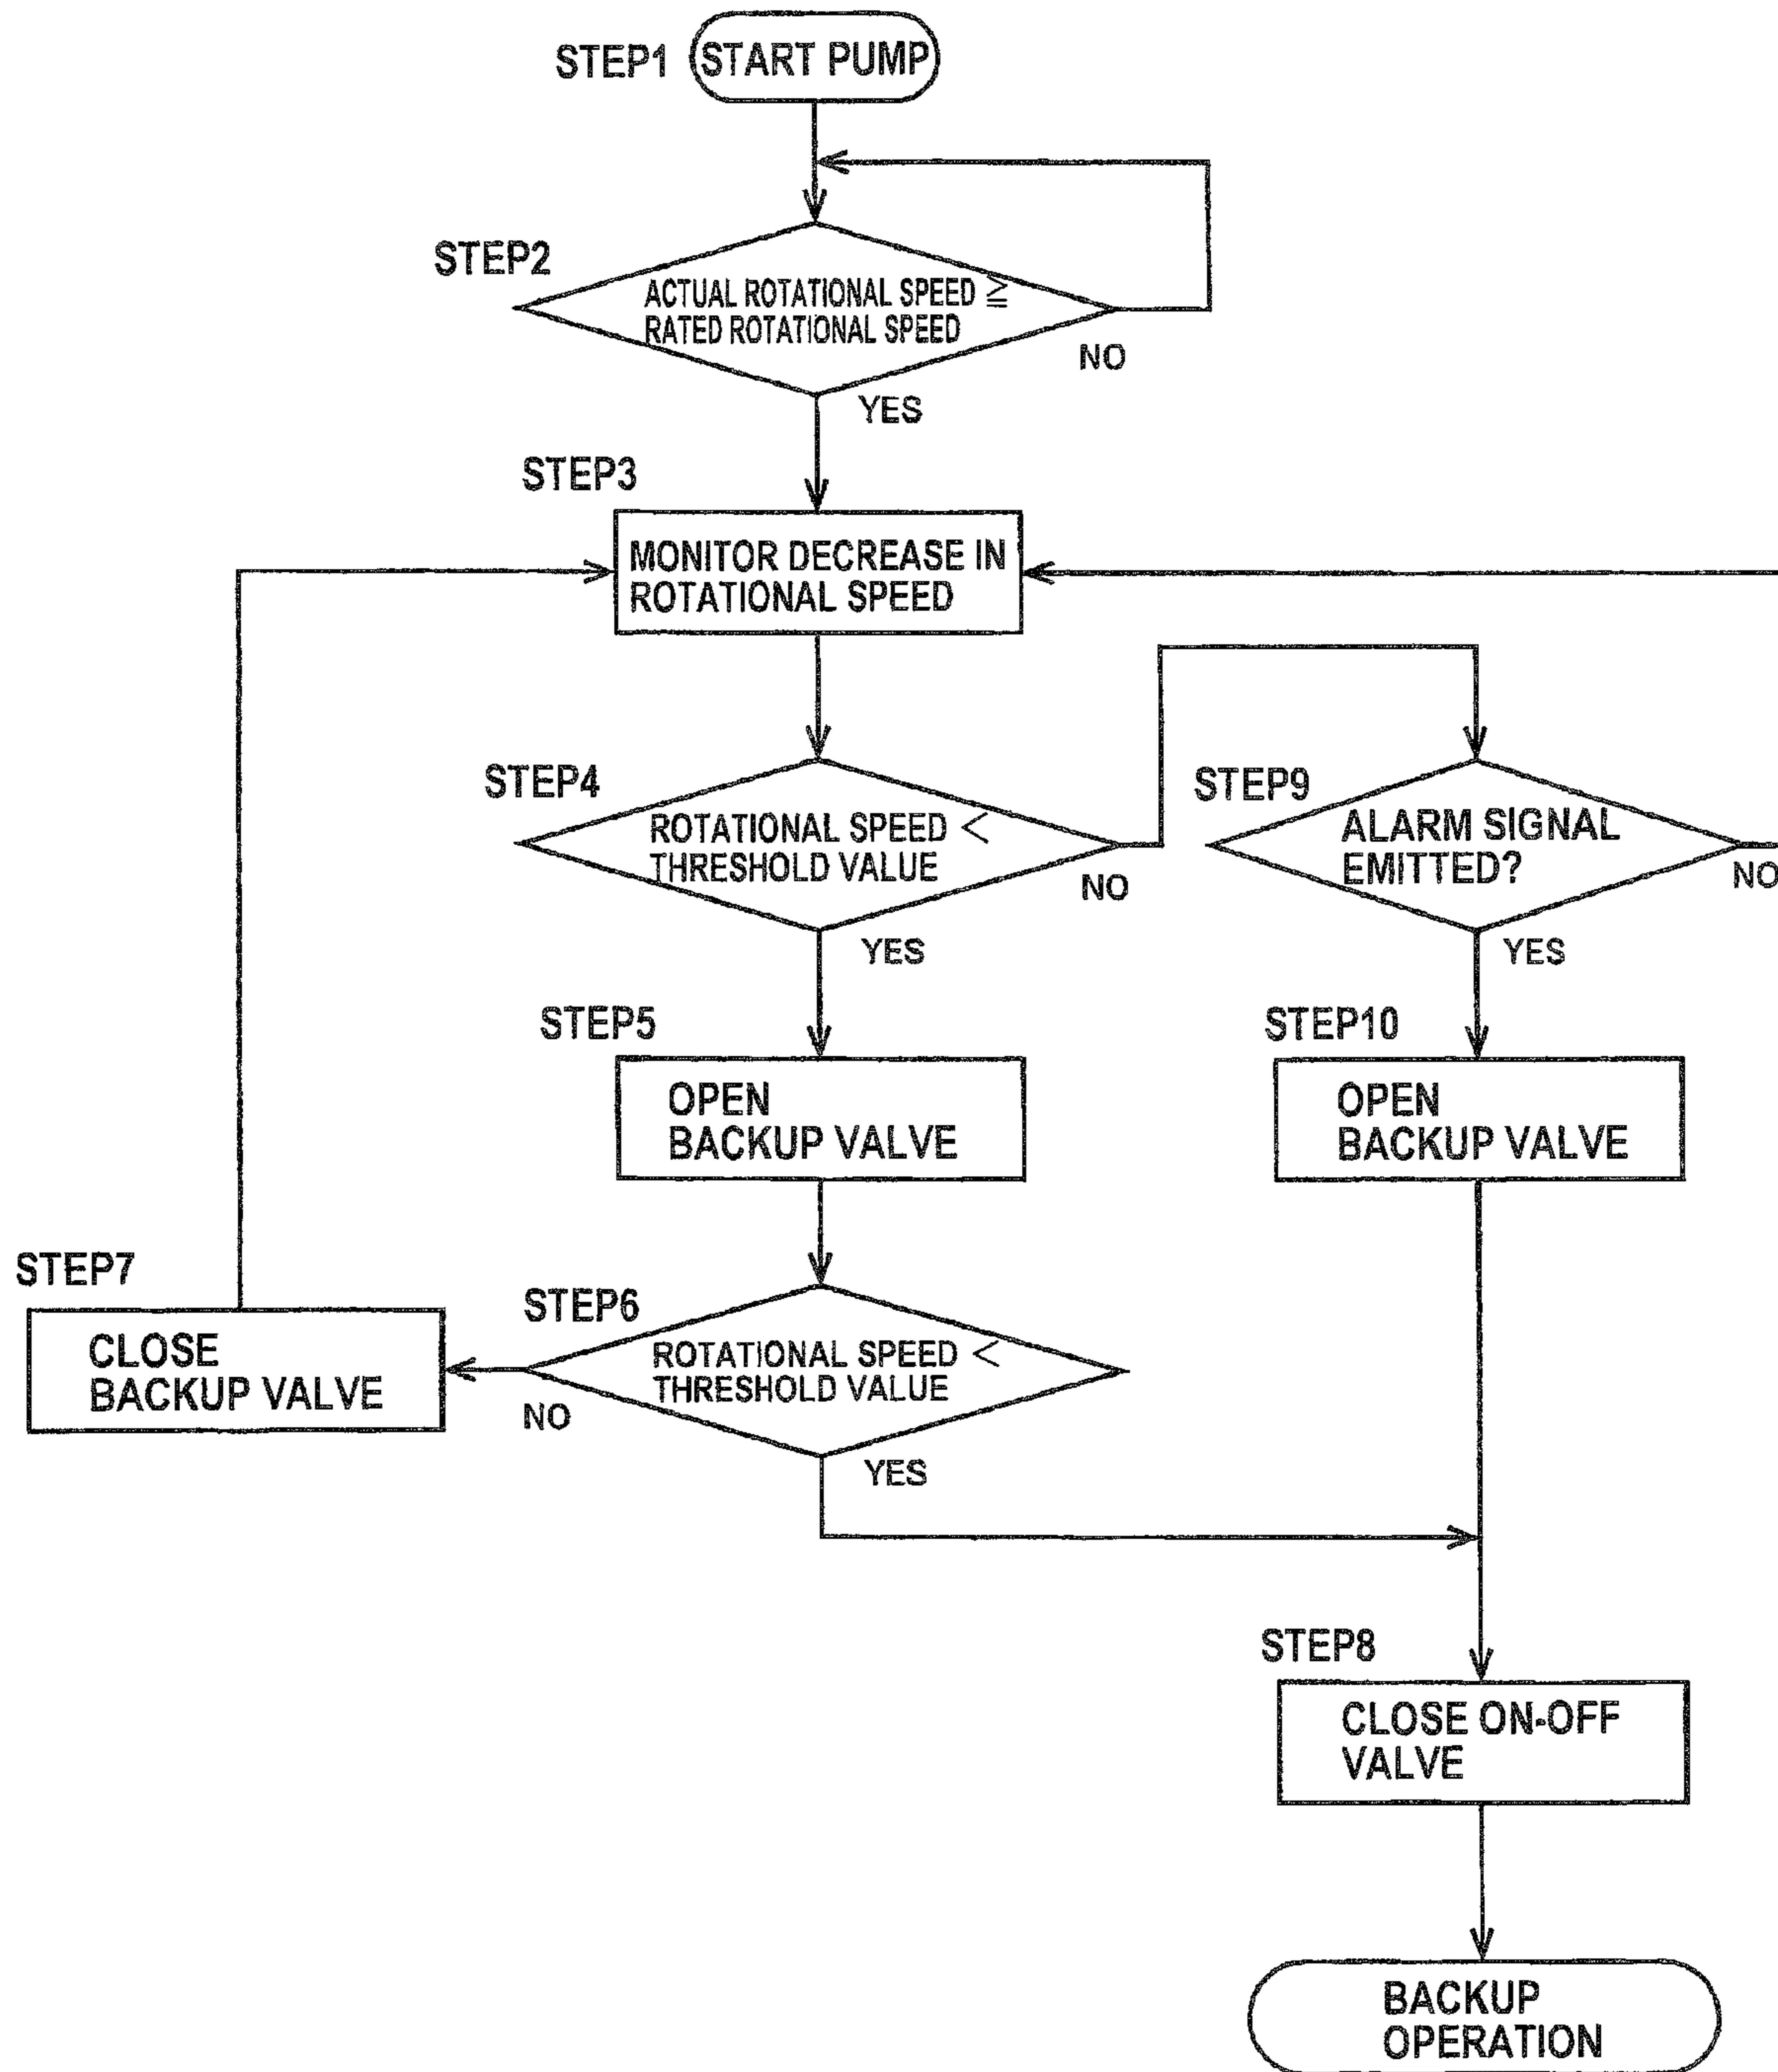 STEP1
START PUMP
STEP2
ACTUAL ROTATIONAL SPEED ≧
RATED ROTATIONAL SPEED
NO
YES
STEP3
MONITOR DECREASE IN
ROTATIONAL SPEED
STEP4
ROTATIONAL SPEED <
THRESHOLD VALUE
NO
YES
STEP9
ALARM SIGNAL
EMITTED?
NO
YES
STEP5
OPEN
BACKUP VALVE
STEP10
OPEN
BACKUP VALVE
STEP7
CLOSE
BACKUP VALVE
STEP6
ROTATIONAL SPEED <
THRESHOLD VALUE
NO
YES
STEP8
CLOSE ON-OFF
VALVE
BACKUP
OPERATION